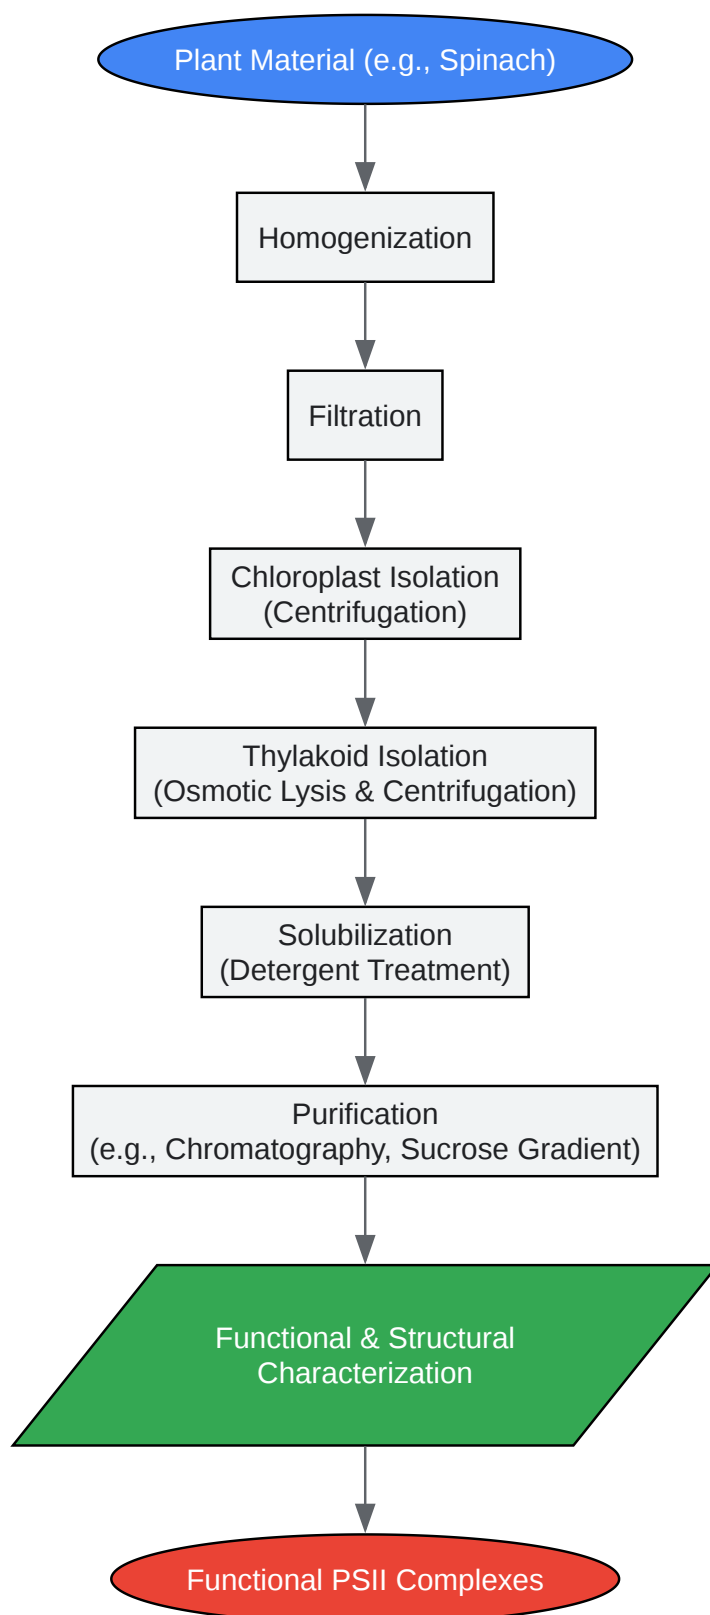 Plant Material (e.g., Spinach)
Homogenization
Filtration
Chloroplast Isolation
(Centrifugation)
Thylakoid Isolation
(Osmotic Lysis & Centrifugation)
Solubilization
(Detergent Treatment)
Purification
(e.g., Chromatography, Sucrose Gradient)
Functional & Structural
Characterization
Functional PSII Complexes